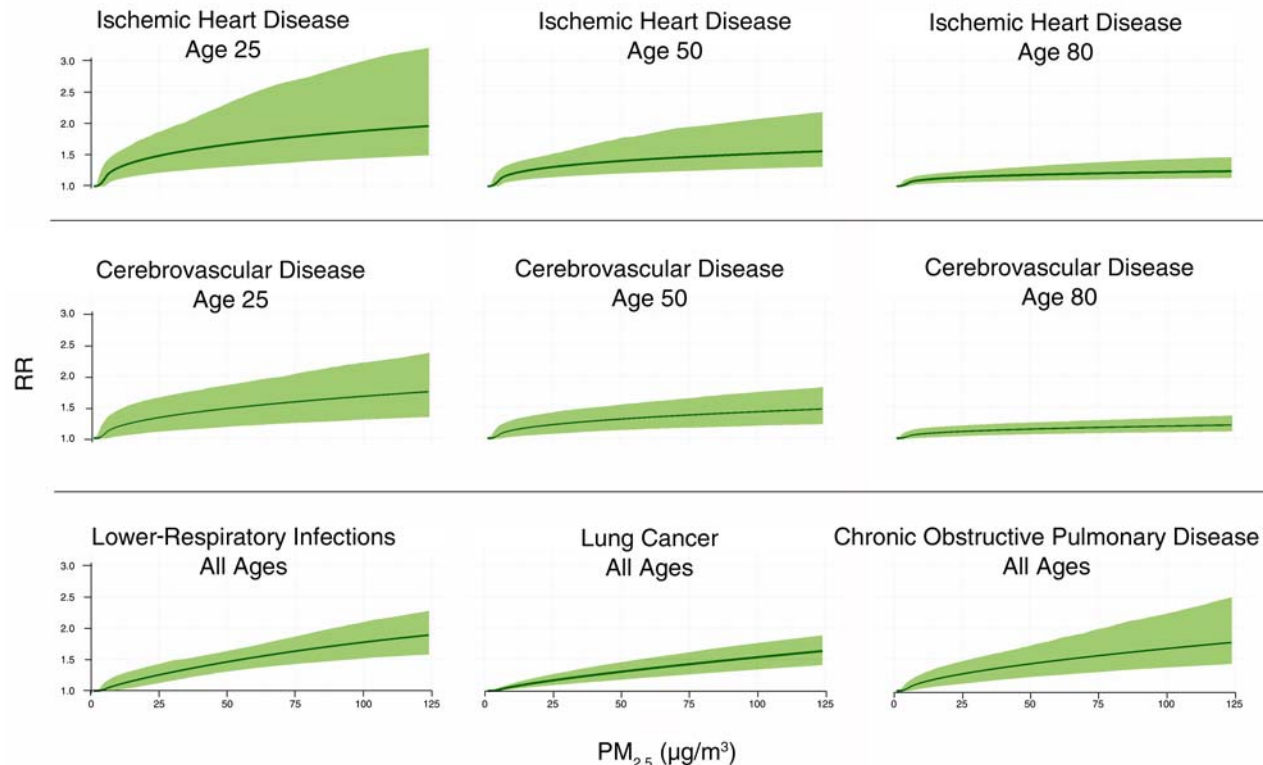 Ischemic Heart Disease
Age 25
Ischemic Heart Disease
Age 50
Ischemic Heart Disease
Age 80
3.0
2.5
2.0
1.5
1.0
Cerebrovascular Disease
Age 25
Cerebrovascular Disease
Age 50
Cerebrovascular Disease
Age 80
3.0
2.5
2.0
1.5
1.0
RR
Lower-Respiratory Infections
All Ages
Lung Cancer
All Ages
Chronic Obstructive Pulmonary Disease
All Ages
3.0
2.5
2.0
1.5
1.0
0 25 50 75 100 125
0 25 50 75 100 125
0 25 50 75 100 125
PM2.5 (µg/m³)